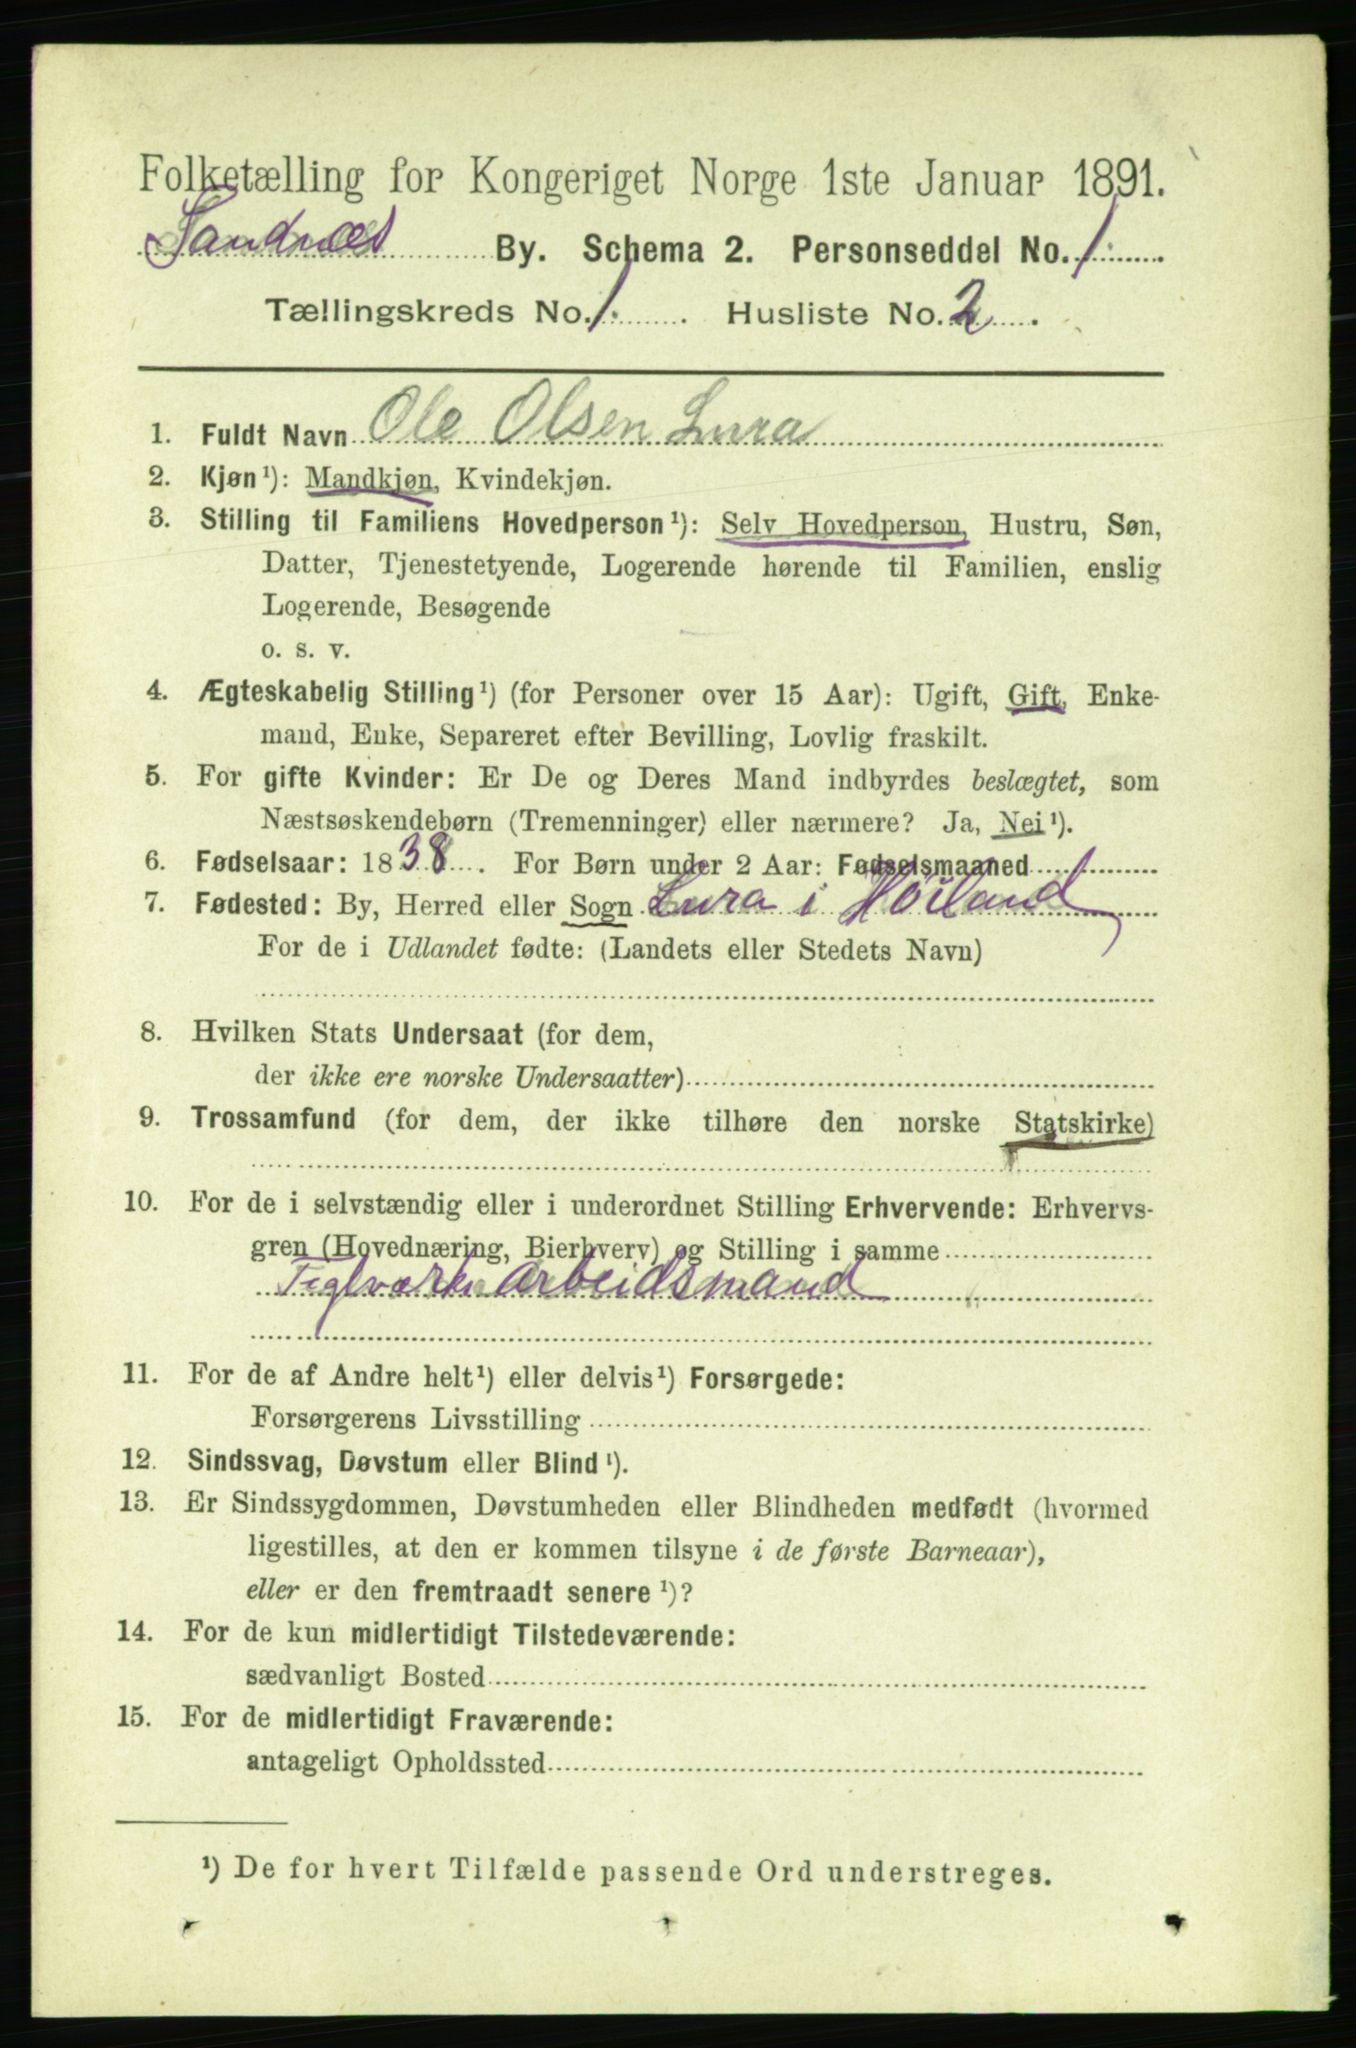 Folketælling for Kongeriget Norge 1ste Januar 1891.
Sandnæs By. Schema 2. Personseddel No. 1.
Tællingskreds No. 1. Husliste No. 2.
1. Fuldt Navn Ole Olsen Lura
2. Kjøn¹): Mandkjøn, Kvindekjøn.
3. Stilling til Familiens Hovedperson¹): Selv Hovedperson, Hustru, Søn,
Datter, Tjenestetyende, Logerende hørende til Familien, enslig
Logerende, Besøgende
o. s. v.
4. Ægteskabelig Stilling¹) (for Personer over 15 Aar): Ugift, Gift, Enke-
mand, Enke, Separeret efter Bevilling, Lovlig fraskilt.
5. For gifte Kvinder: Er De og Deres Mand indbyrdes beslægtet, som
Næstsøskendebørn (Tremenninger) eller nærmere? Ja, Nei¹).
6. Fødselsaar: 1838. For Børn under 2 Aar: Fødselsmaaned
7. Fødested: By, Herred eller Sogn Lura i Höiland
For de i Udlandet fødte: (Landets eller Stedets Navn)
8. Hvilken Stats Undersaat (for dem,
der ikke ere norske Undersaatter)
9. Trossamfund (for dem, der ikke tilhøre den norske Statskirke)
10. For de i selvstændig eller i underordnet Stilling Erhvervende: Erhvervs-
gren (Hovednæring, Bierhverv) og Stilling i samme
Teglværks arbeidsmand
11. For de af Andre helt¹) eller delvis¹) Forsørgede:
Forsørgerens Livsstilling
12. Sindssvag, Døvstum eller Blind¹).
13. Er Sindssygdommen, Døvstumheden eller Blindheden medfødt (hvormed
ligestilles, at den er kommen tilsyne i de første Barneaar),
eller er den fremtraadt senere¹)?
14. For de kun midlertidigt Tilstedeværende:
sædvanligt Bosted
15. For de midlertidigt Fraværende:
antageligt Opholdssted
¹) De for hvert Tilfælde passende Ord understreges.